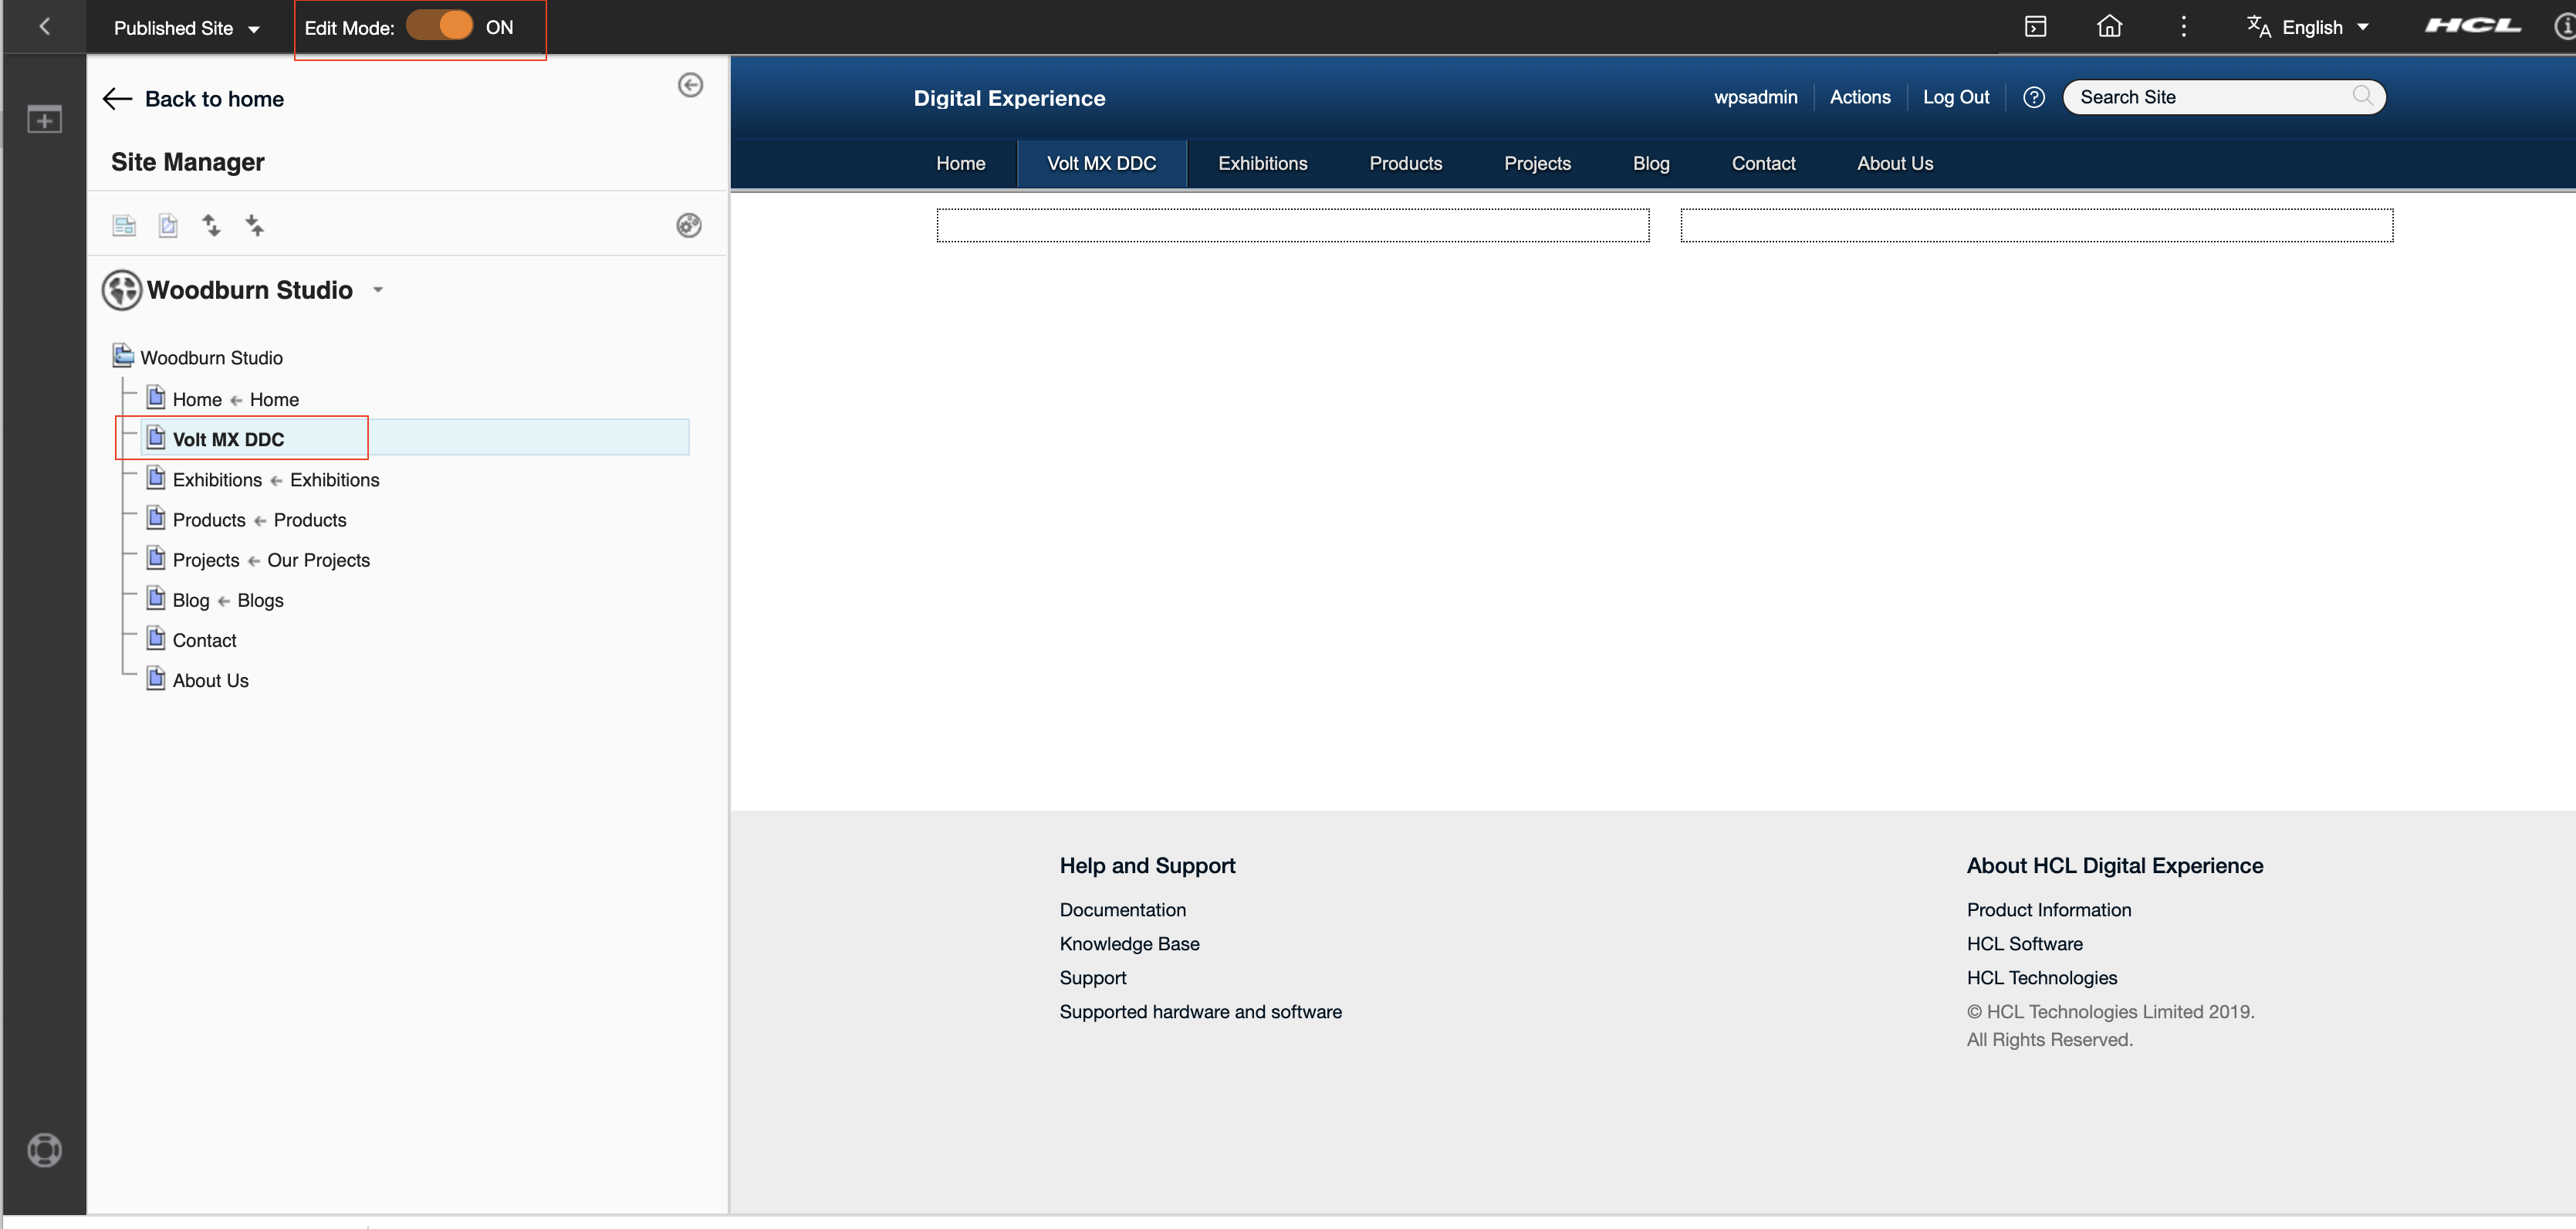 Published Site
Edit Mode: ON
English
HCL
Back to home
Site Manager
Woodburn Studio
Woodburn Studio
Home ← Home
Volt MX DDC
Exhibitions ← Exhibitions
Products ← Products
Projects ← Our Projects
Blog ← Blogs
Contact
About Us
Digital Experience
wpsadmin
Actions
Log Out
Search Site
Home
Volt MX DDC
Exhibitions
Products
Projects
Blog
Contact
About Us
Help and Support
Documentation
Knowledge Base
Support
Supported hardware and software
About HCL Digital Experience
Product Information
HCL Software
HCL Technologies
© HCL Technologies Limited 2019.
All Rights Reserved.